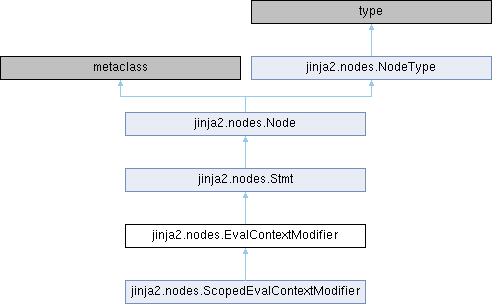 type
metaclass
jinja2.nodes.NodeType
jinja2.nodes.Node
jinja2.nodes.Stmt
jinja2.nodes.EvalContextModifier
jinja2.nodes.ScopedEvalContextModifier